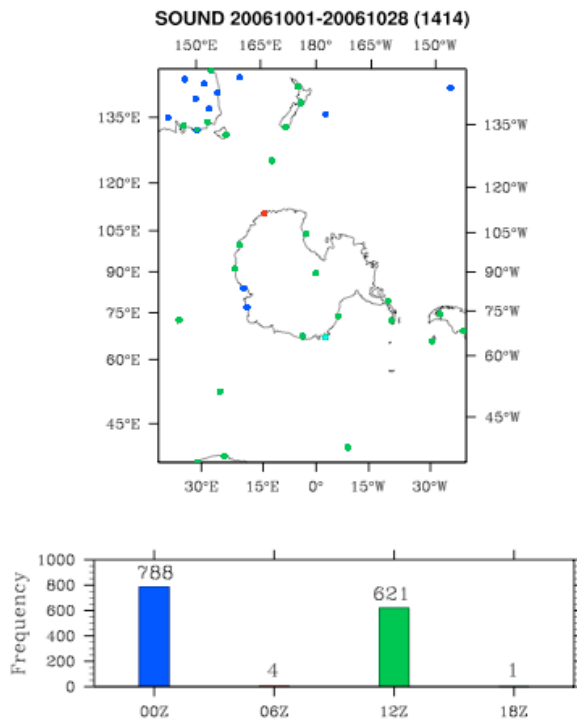 SOUND 20061001-20061028 (1414)
150°E 165°E 180° 165°W 150°W
135°E 135°W
120°E 120°W
105°E 105°W
90°E 90°W
75°E 75°W
60°E 60°W
45°E 45°W
30°E 15°E 0° 15°W 30°W
1000
788
800
621
600
400
200
4 1
0
Frequency
00Z 06Z 12Z 18Z